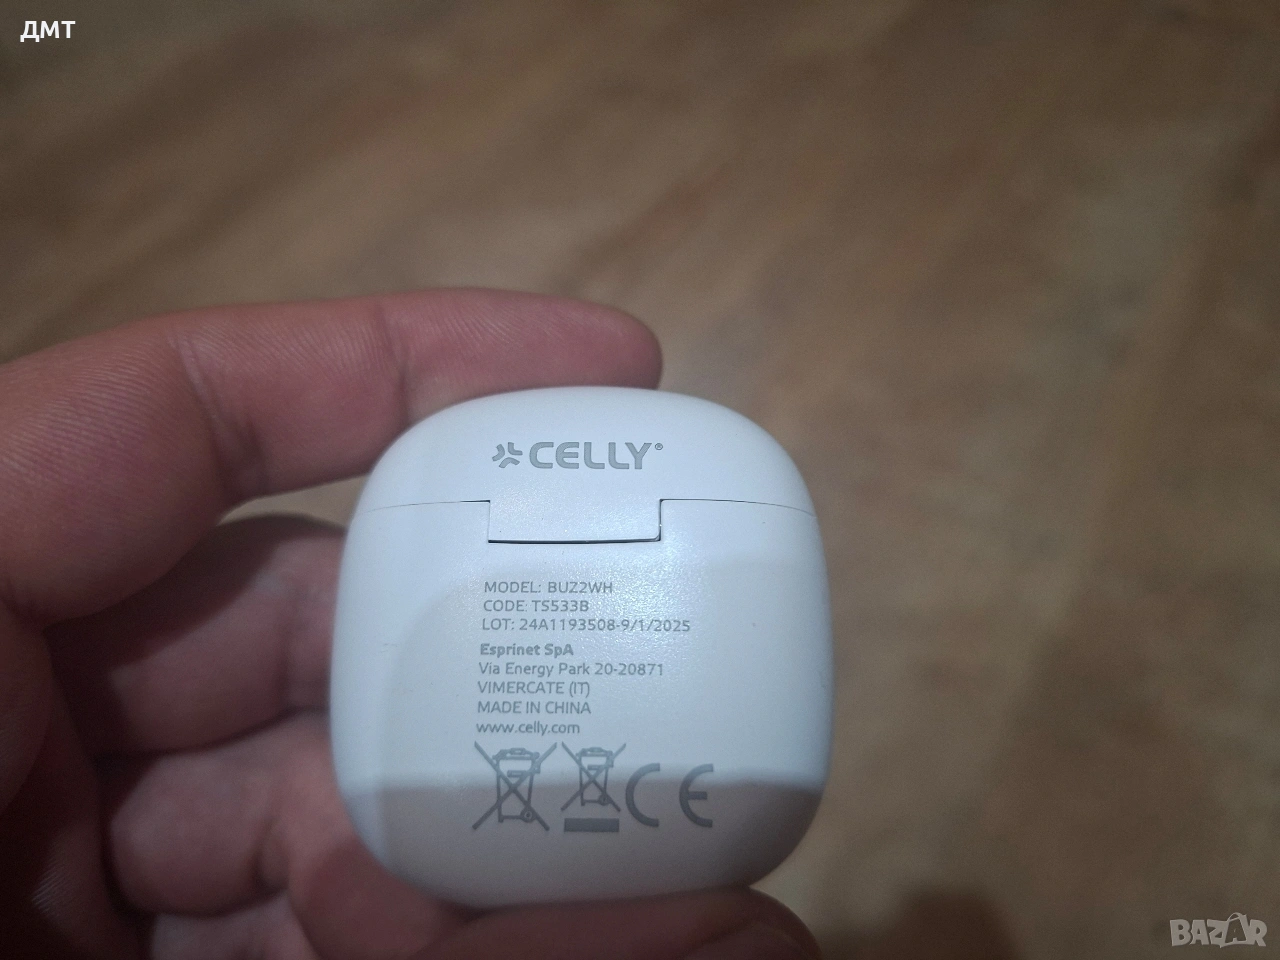 ДМТ
CELLY®
MODEL: BUZ2WH
CODE: TS533B
LOT: 24A1193508-9/1/2025
Esprinet SpA
Via Energy Park 20-20871
VIMERCATE (IT)
MADE IN CHINA
www.celly.com
CE
BAZAR